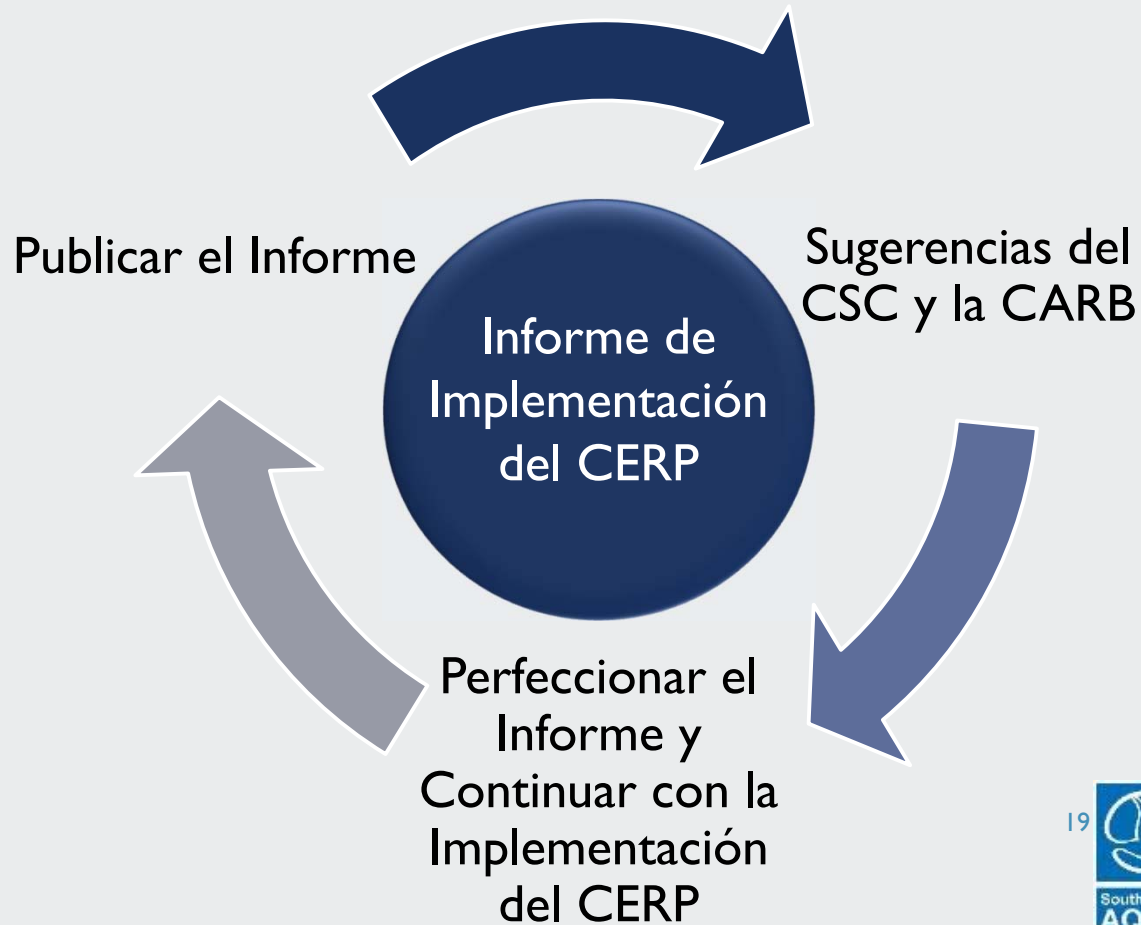 Publicar el Informe
Sugerencias del
CSC y la CARB
Informe de
Implementación
del CERP
Perfeccionar el
Informe y
Continuar con la
Implementación
del CERP
19
South